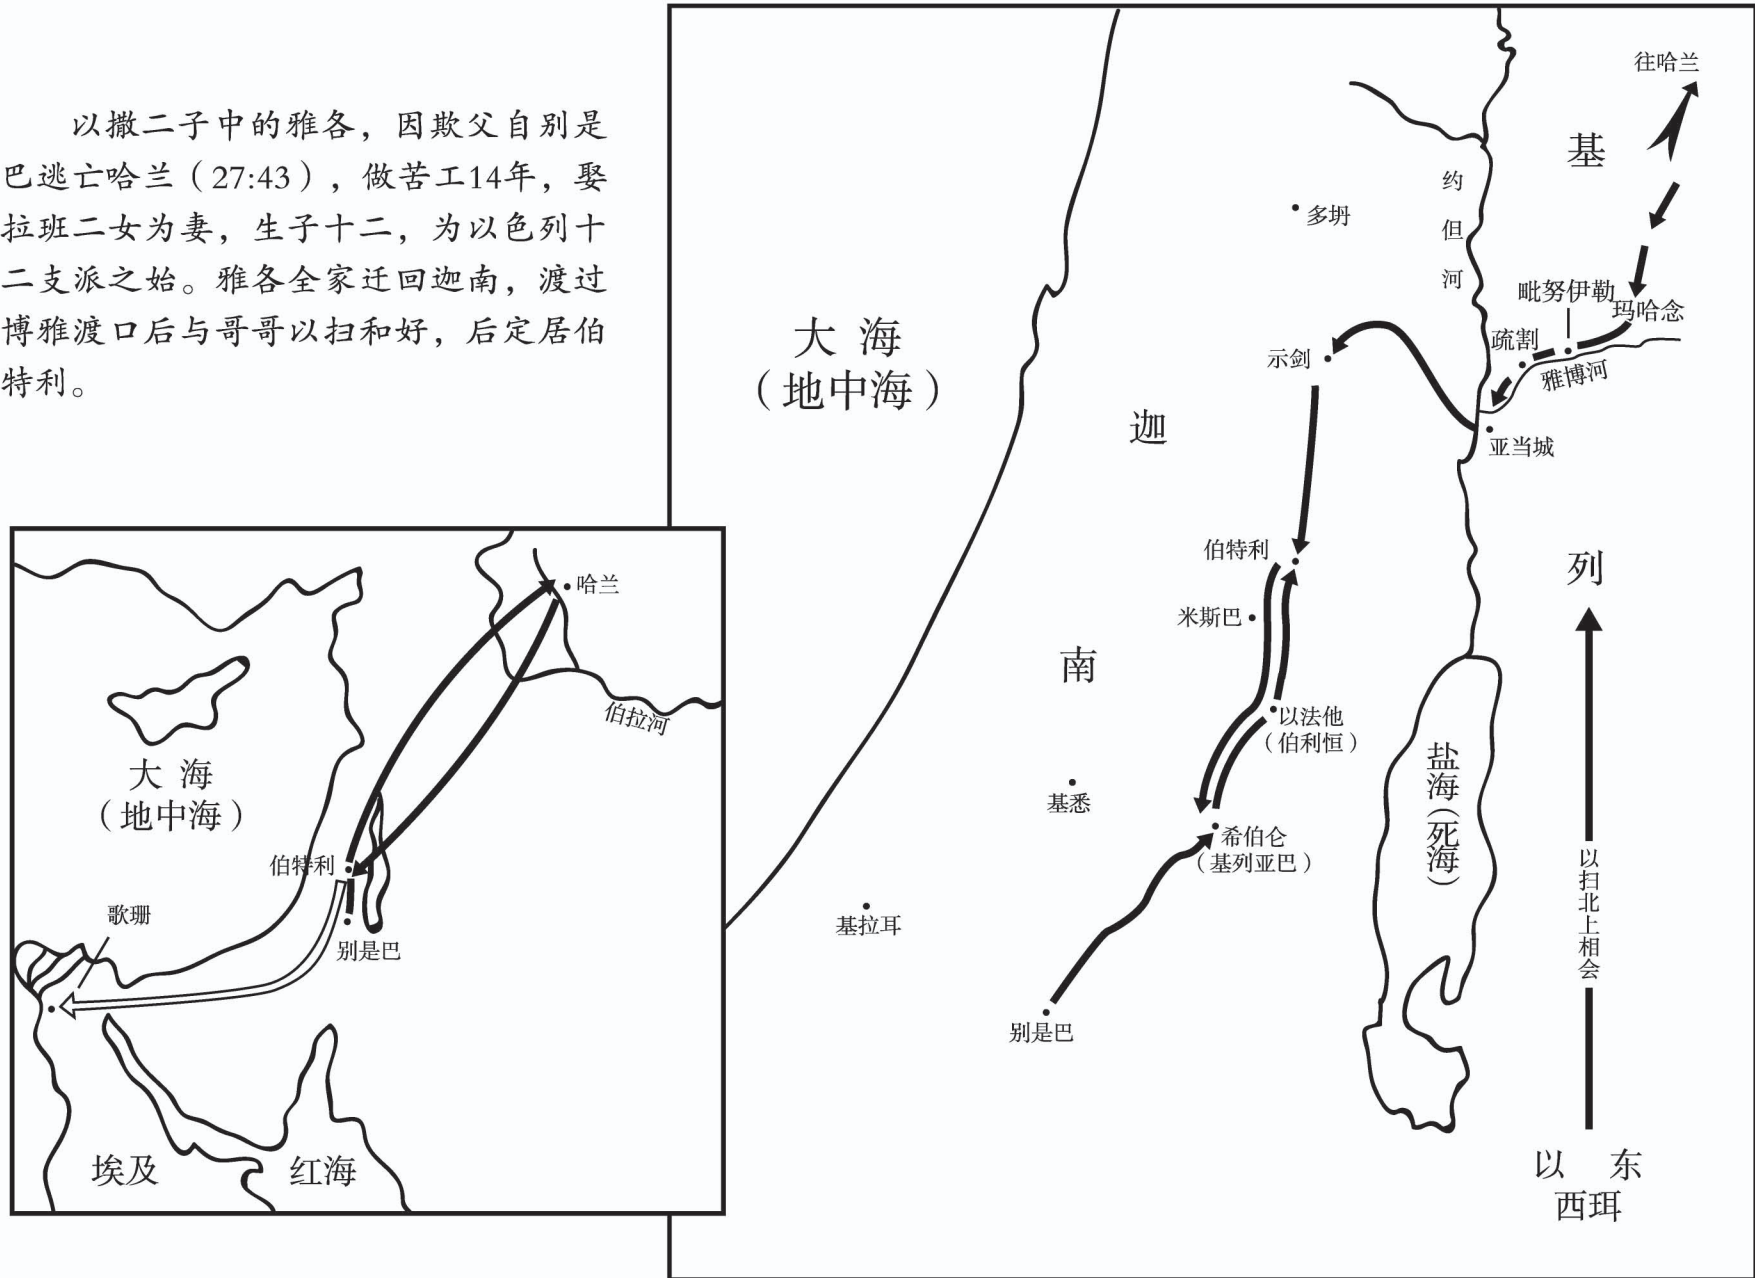 以撒二子中的雅各，因欺父自别是
巴逃亡哈兰（27:43），做苦工14年，娶
拉班二女为妻，生子十二，为以色列十
二支派之始。雅各全家迁回迦南，渡过
博雅渡口后与哥哥以扫和好，后定居伯
特利。
往哈兰
基
约但河
多坍
毗努伊勒
玛哈念
疏割
雅博河
示剑
亚当城
大海
（地中海）
迦
南
伯特利
米斯巴
列
以法他
（伯利恒）
基悉
希伯仑
（基列亚巴）
盐海（死海）
基拉耳
别是巴
以扫北上相会
以 东
西珥
哈兰
伯拉河
大海
（地中海）
伯特利
歌珊
别是巴
埃及
红海